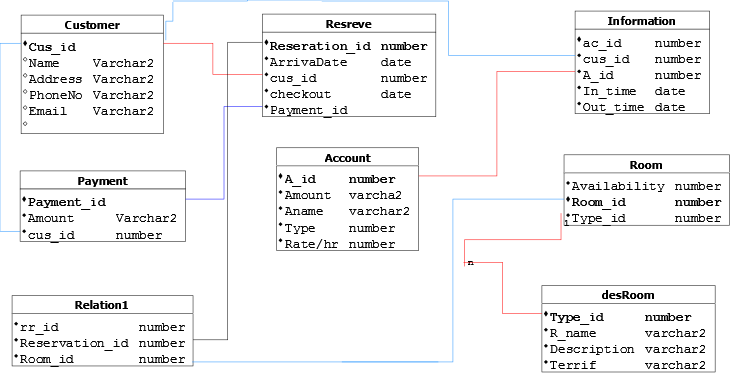 Customer
Cus_id
Name Varchar2
Address Varchar2
PhoneNo Varchar2
Email Varchar2
Resreve
Reseration_id number
ArrivaDate date
cus_id number
checkout date
Payment_id
Information
ac_id number
cus_id number
A_id number
In_time date
Out_time date
Payment
Payment_id
Amount Varchar2
cus_id number
Account
A_id number
Amount varcha2
Aname varchar2
Type number
Rate/hr number
Room
Availability number
Room_id number
Type_id number
1
n
Relation1
rr_id number
Reservation_id number
Room_id number
desRoom
Type_id number
R_name varchar2
Description varchar2
Terrif varchar2